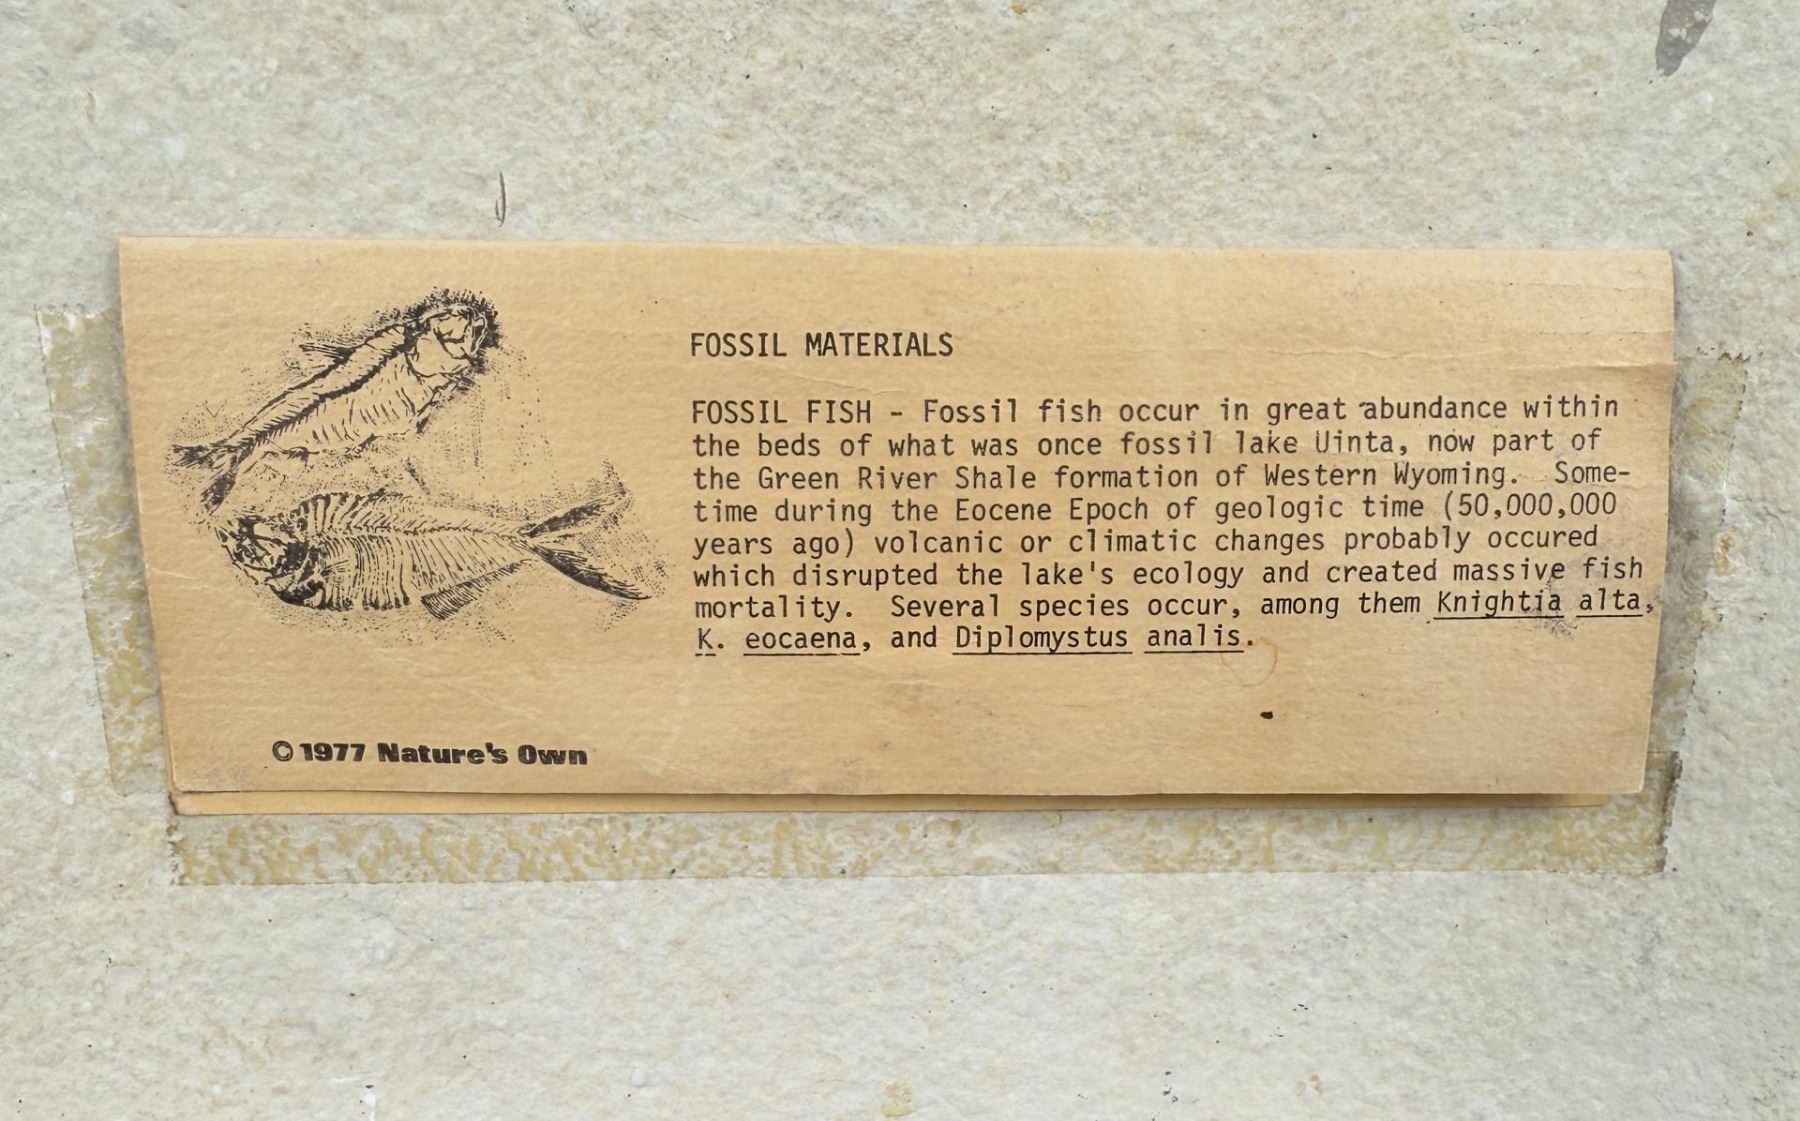 FOSSIL MATERIALS
FOSSIL FISH - Fossil fish occur in great abundance within
the beds of what was once fossil lake Uinta, now part of
the Green River Shale formation of Western Wyoming. Some-
time during the Eocene Epoch of geologic time (50,000,000
years ago) volcanic or climatic changes probably occured
which disrupted the lake's ecology and created massive fish
mortality. Several species occur, among them Knightia alta,
K. eocaena, and Diplomystus analis.
© 1977 Nature's Own